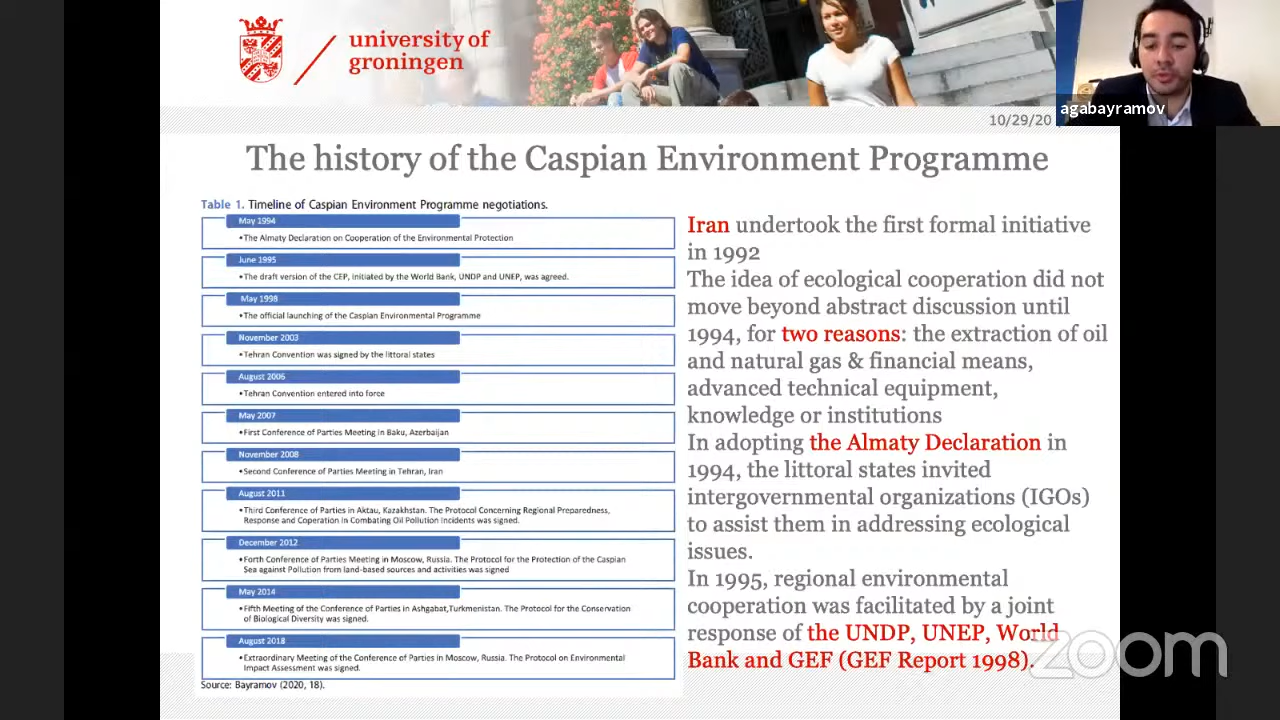 university of
groningen
agabayramov
10/29/20
The history of the Caspian Environment Programme
Table 1. Timeline of Caspian Environment Programme negotiations.
May 1994
•The Almaty Declaration on Cooperation of the Environmental Protection
June 1995
•The draft version of the CEP, initiated by the World Bank, UNDP and UNEP, was agreed.
May 1998
•The official launching of the Caspian Environmental Programme
November 2003
•Tehran Convention was signed by the littoral states
August 2006
•Tehran Convention entered into force
May 2007
•First Conference of Parties Meeting in Baku, Azerbaijan
November 2008
•Second Conference of Parties Meeting in Tehran, Iran
August 2011
•Third Conference of Parties in Aktau, Kazakhstan. The Protocol Concerning Regional Preparedness,
Response and Coperation in Combating Oil Pollution Incidents was signed.
December 2012
•Forth Conference of Parties Meeting in Moscow, Russia. The Protocol for the Protection of the Caspian
Sea against Pollution from land-based sources and activities was signed
May 2014
•Fifth Meeting of the Conference of Parties in Ashgabat,Turkmenistan. The Protocol for the Conservation
of Biological Diversity was signed.
August 2018
•Extraordinary Meeting of the Conference of Parties in Moscow, Russia. The Protocol on Environmental
Impact Assessment was signed.
Source: Bayramov (2020, 18).
Iran undertook the first formal initiative
in 1992
The idea of ecological cooperation did not
move beyond abstract discussion until
1994, for two reasons: the extraction of oil
and natural gas & financial means,
advanced technical equipment,
knowledge or institutions
In adopting the Almaty Declaration in
1994, the littoral states invited
intergovernmental organizations (IGOs)
to assist them in addressing ecological
issues.
In 1995, regional environmental
cooperation was facilitated by a joint
response of the UNDP, UNEP, World
Bank and GEF (GEF Report 1998).
zoom